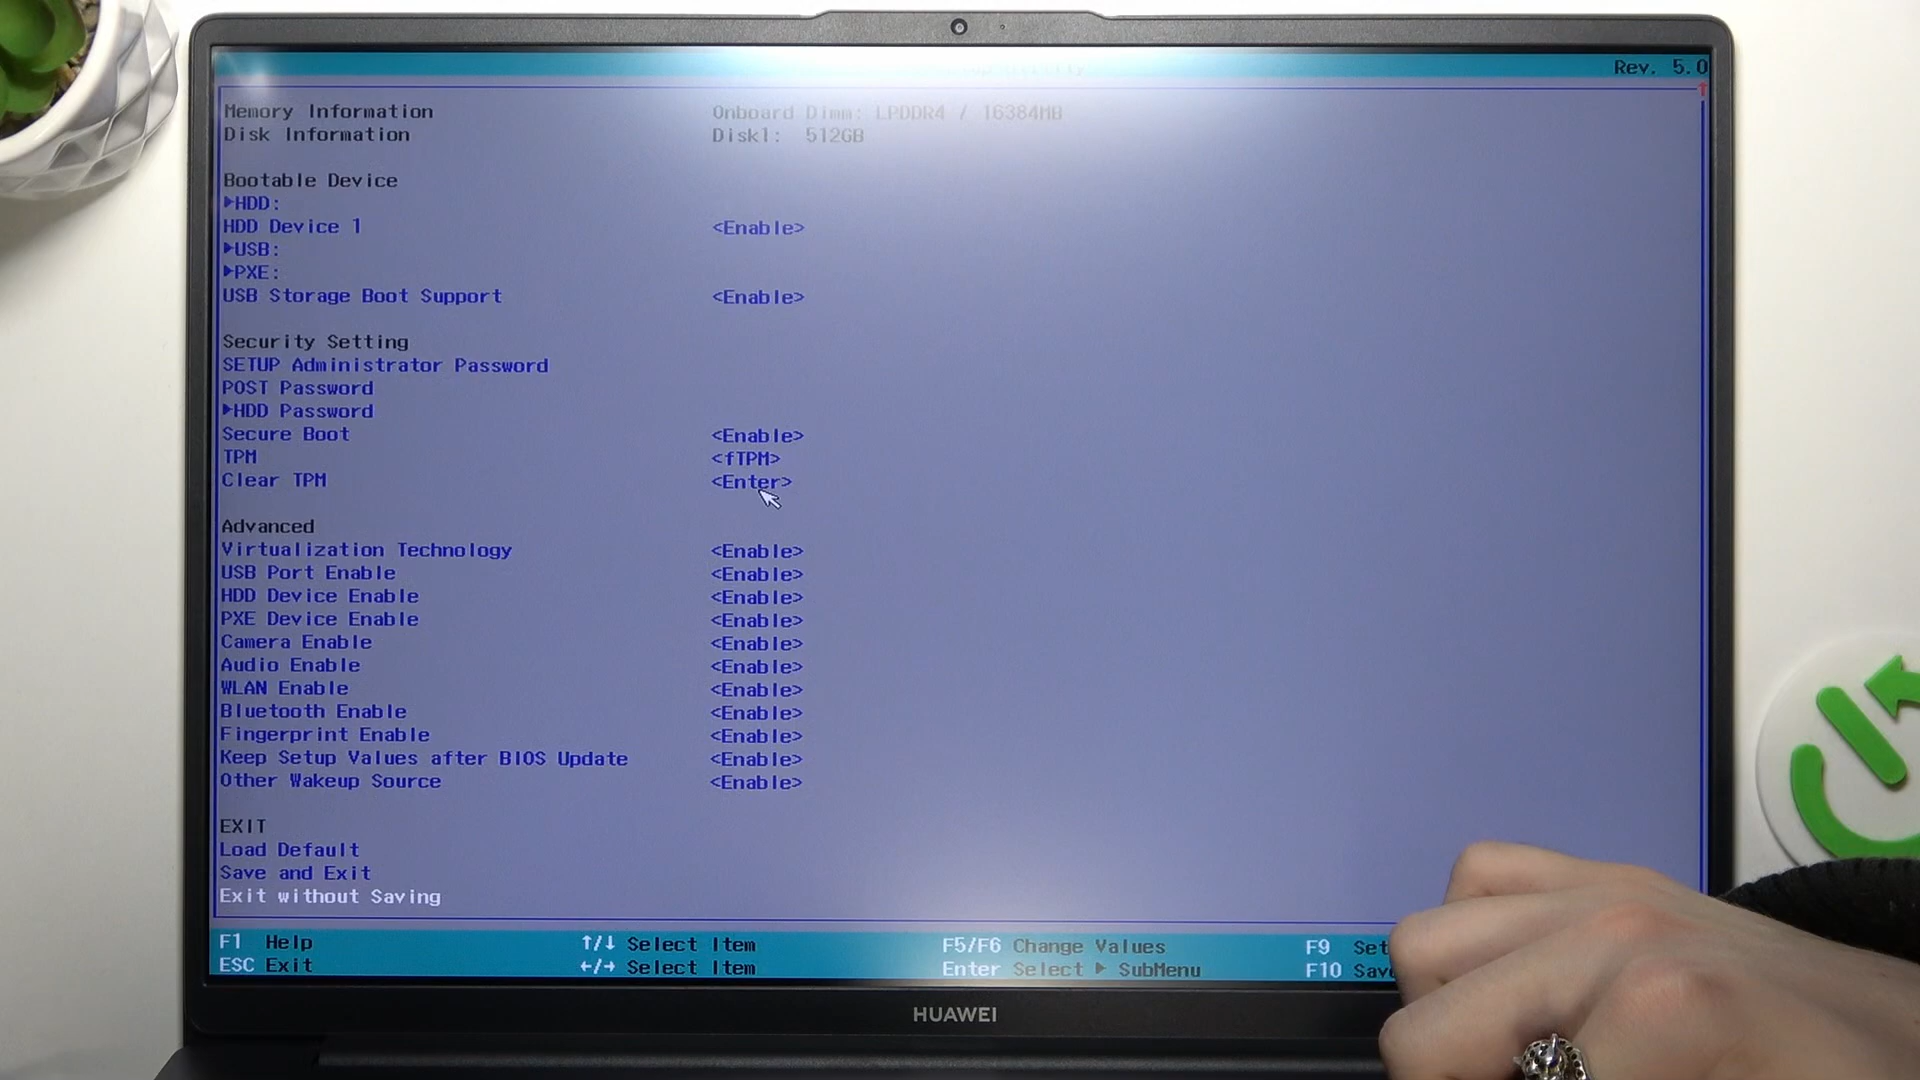 Rev. 5.0
Memory Information Onboard Dimm: LPDDR4 / 16384MB
Disk Information Disk1: 512GB
Bootable Device
▶HDD:
HDD Device 1 <Enable>
▶USB:
▶PXE:
USB Storage Boot Support <Enable>
Security Setting
SETUP Administrator Password
POST Password
▶HDD Password
Secure Boot <Enable>
TPM <fTPM>
Clear TPM <Enter>
Advanced
Virtualization Technology <Enable>
USB Port Enable <Enable>
HDD Device Enable <Enable>
PXE Device Enable <Enable>
Camera Enable <Enable>
Audio Enable <Enable>
WLAN Enable <Enable>
Bluetooth Enable <Enable>
Fingerprint Enable <Enable>
Keep Setup Values after BIOS Update <Enable>
Other Wakeup Source <Enable>
EXIT
Load Default
Save and Exit
Exit without Saving
F1 Help ↑/↓ Select Item F5/F6 Change Values F9 Set
ESC Exit ←/→ Select Item Enter Select ▶ SubMenu F10 Save
HUAWEI